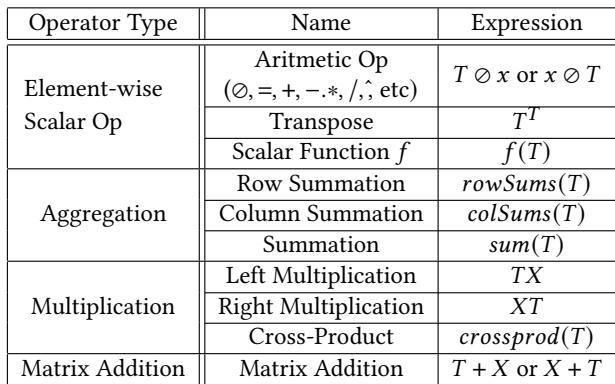 Operator Type Name Expression
Element-wise Scalar Op Aritmetic Op (⊘, =, +, −.∗, /,ˆ, etc) T ⊘ x or x ⊘ T
Transpose T^T
Scalar Function f f(T)
Aggregation Row Summation rowSums(T)
Column Summation colSums(T)
Summation sum(T)
Multiplication Left Multiplication TX
Right Multiplication XT
Cross-Product crossprod(T)
Matrix Addition Matrix Addition T + X or X + T